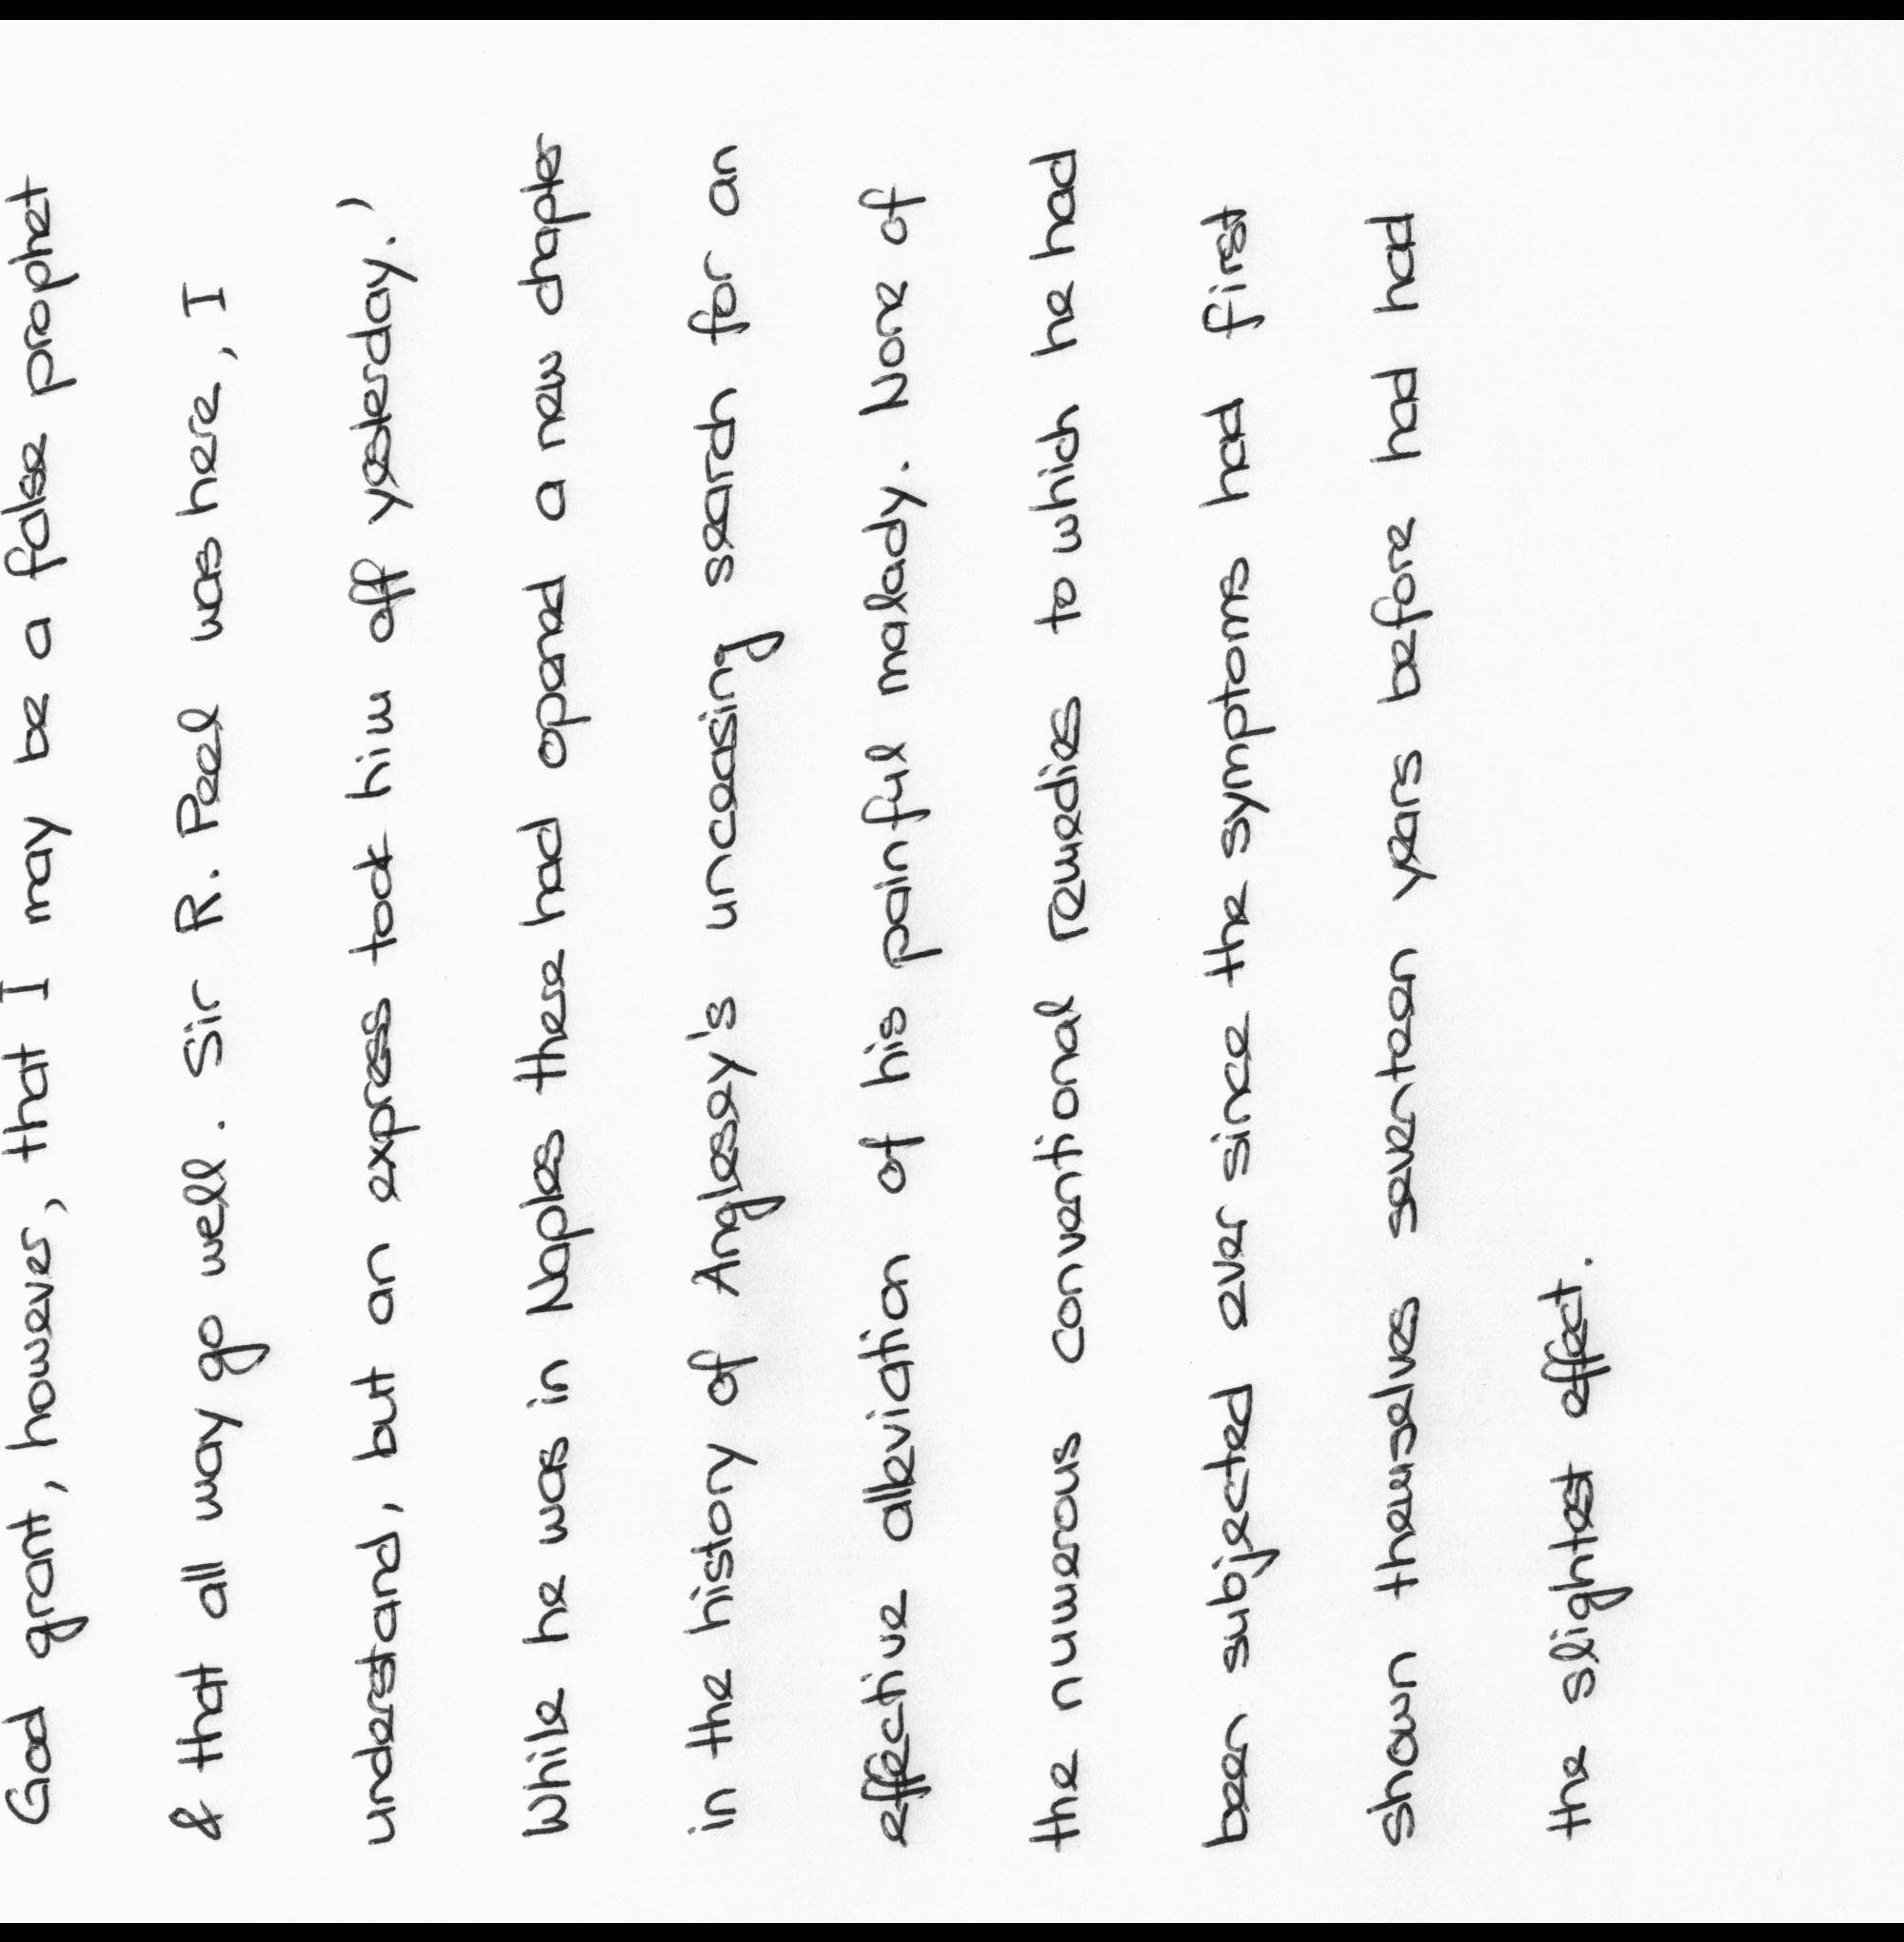 God grant, however, that I may be a false prophet
& that all may go well. Sir R. Peel was here, I
understand, but an express took him off yesterday.'
While he was in Naples these had opend a new chapter
in the history of Anglesey's unceasing search for an
effective alleviation of his painful malady. None of
the numerous conventional remedies to which he had
been subjected ever since the symptoms had first
shown themselves seventeen years before had had
the slightest effect.